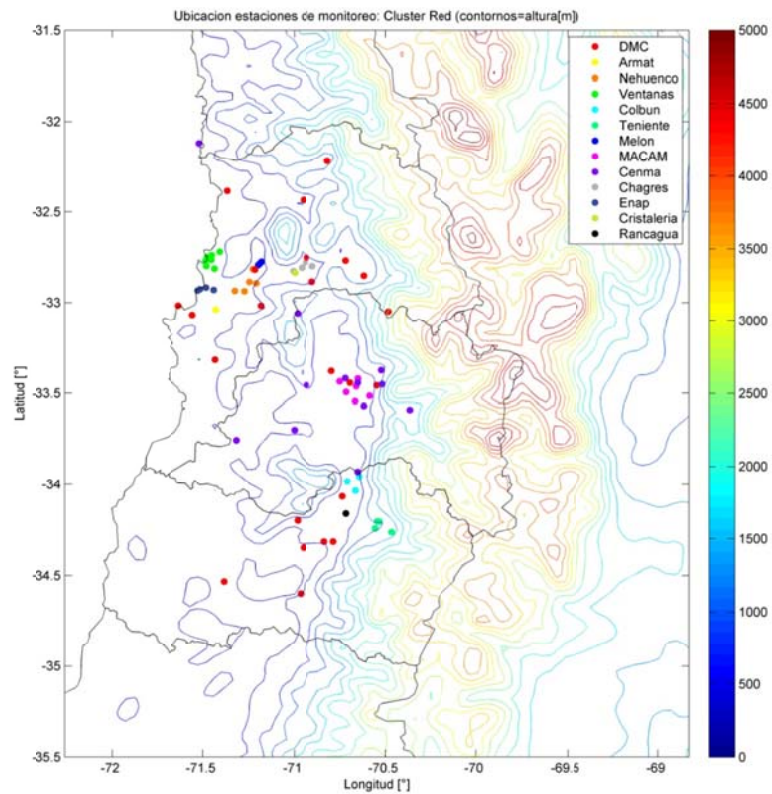 Ubicacion estaciones de monitoreo: Cluster Red (contornos=altura[m])
DMC
Armat
Nehuenco
Ventanas
Colbun
Teniente
Melon
MACAM
Cenma
Chagres
Enap
Cristaleria
Rancagua
Latitud [°]
-31.5
-32
-32.5
-33
-33.5
-34
-34.5
-35
-35.5
-72
-71.5
-71
-70.5
-70
-69.5
-69
Longitud [°]
5000
4500
4000
3500
3000
2500
2000
1500
1000
500
0